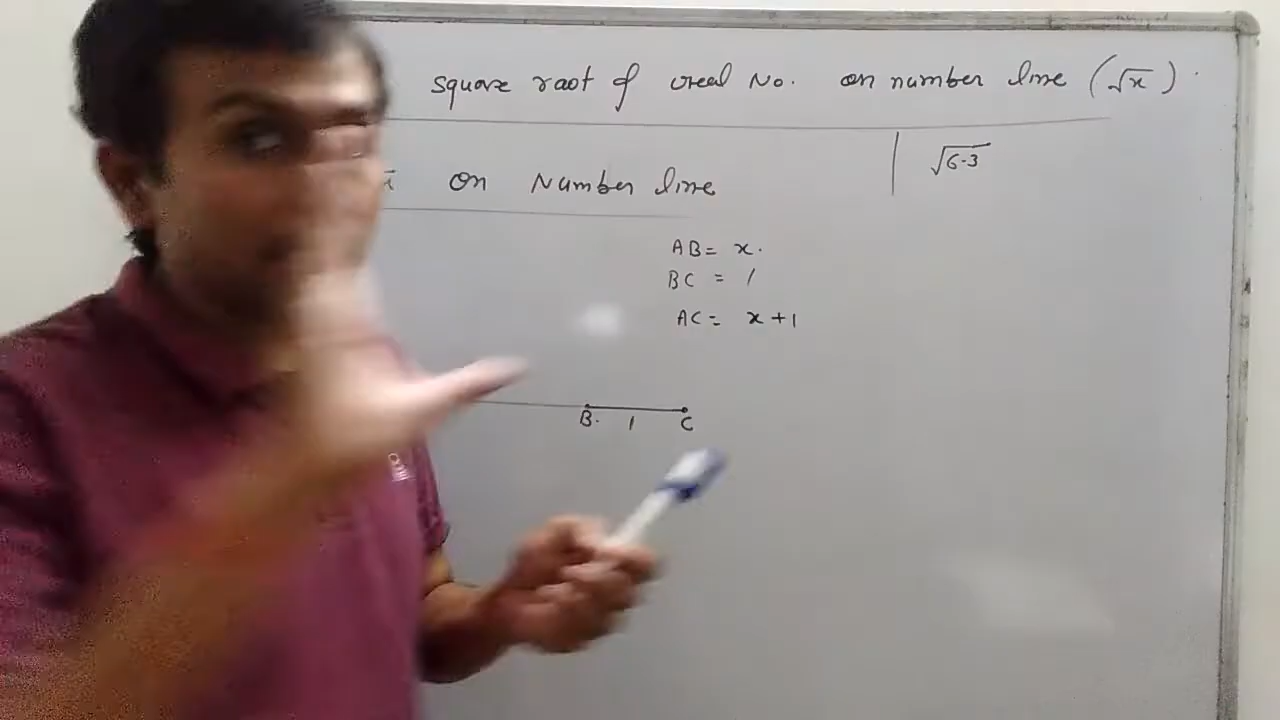 square root of real No. on number line (√x)
on Number line
√6.3
AB = x.
BC = 1
AC = x + 1
B. 1 C